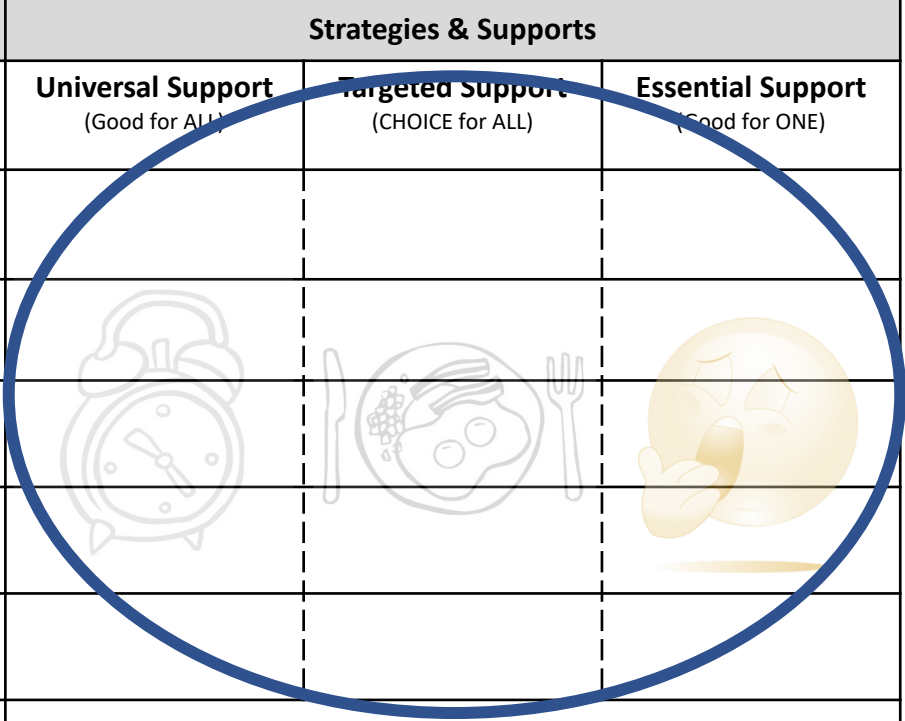 Strategies & Supports
Universal Support
(Good for ALL)
Targeted Support
(CHOICE for ALL)
Essential Support
(Good for ONE)